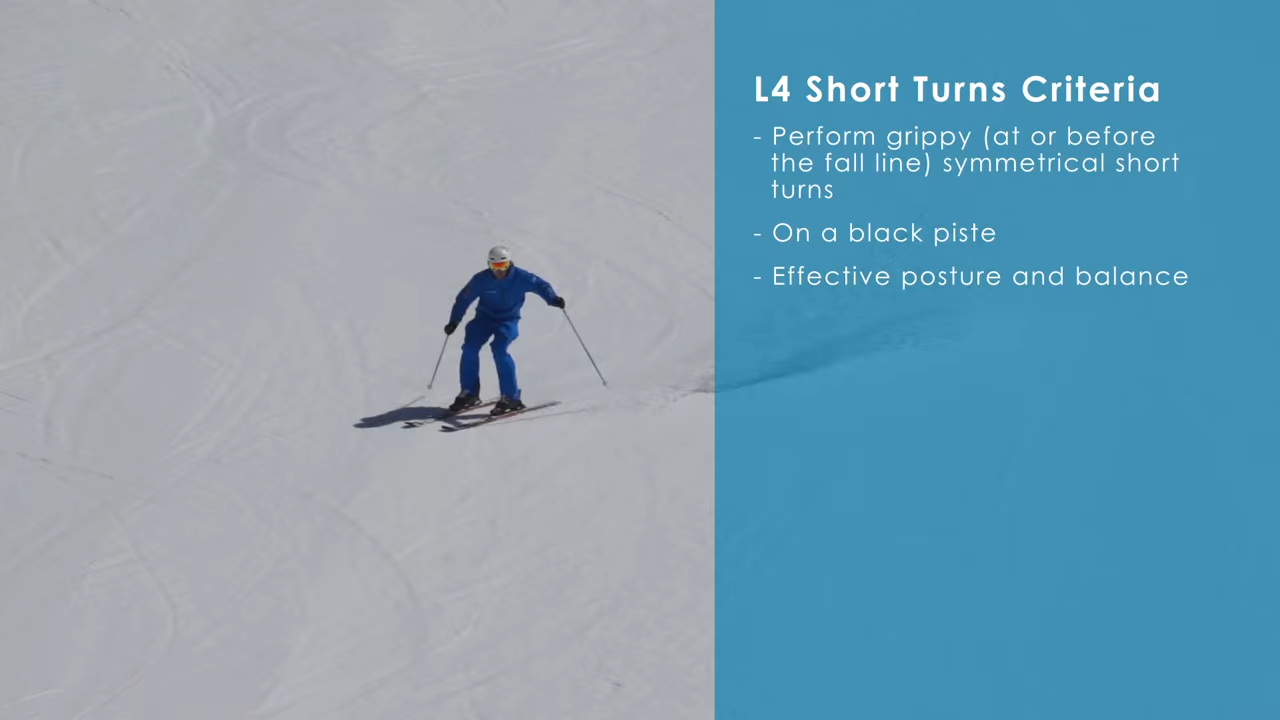 L4 Short Turns Criteria
- Perform grippy (at or before
the fall line) symmetrical short
turns
- On a black piste
- Effective posture and balance